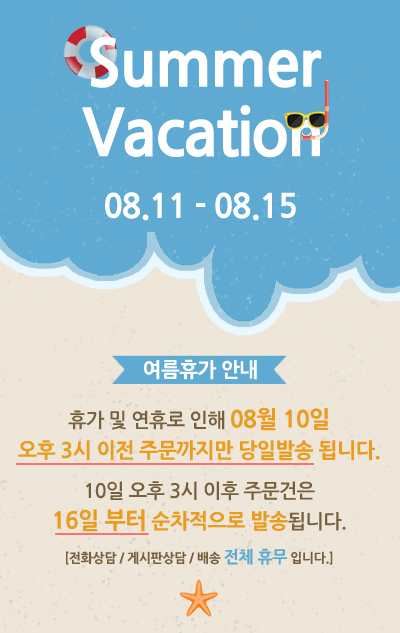 Summer
Vacation
08.11 - 08.15
여름휴가 안내
휴가 및 연휴로 인해 08월 10일
오후 3시 이전 주문까지만 당일발송 됩니다.
10일 오후 3시 이후 주문건은
16일 부터 순차적으로 발송됩니다.
[전화상담 / 게시판상담 / 배송 전체 휴무 입니다.]